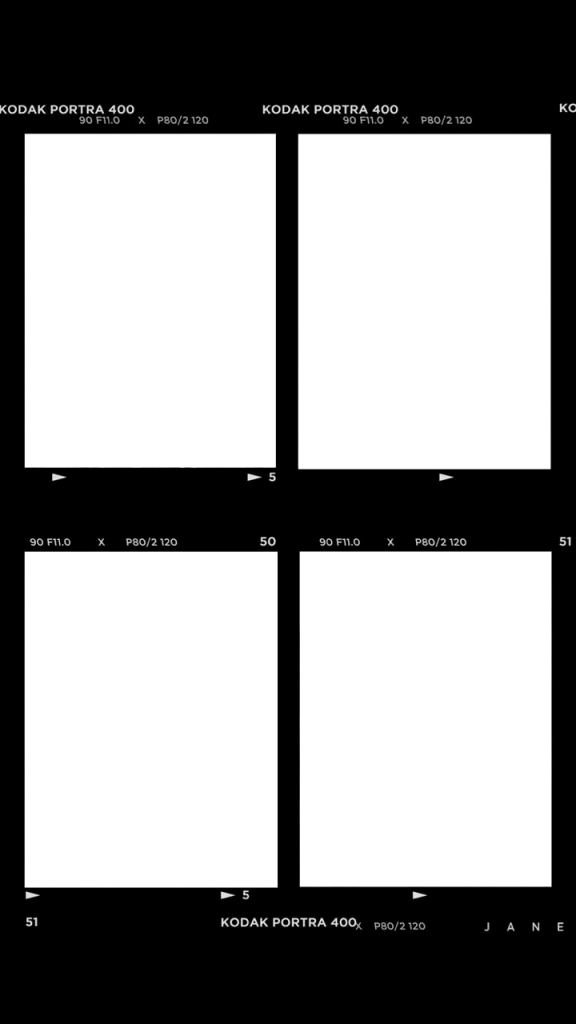 KODAK PORTRA 400 KODAK PORTRA 400 KO
90 F11.0 X P80/2 120 90 F11.0 X P80/2 120
5
90 F11.0 X P80/2 120 50 90 F11.0 X P80/2 120 51
5
51 KODAK PORTRA 400 X P80/2 120 J A N E